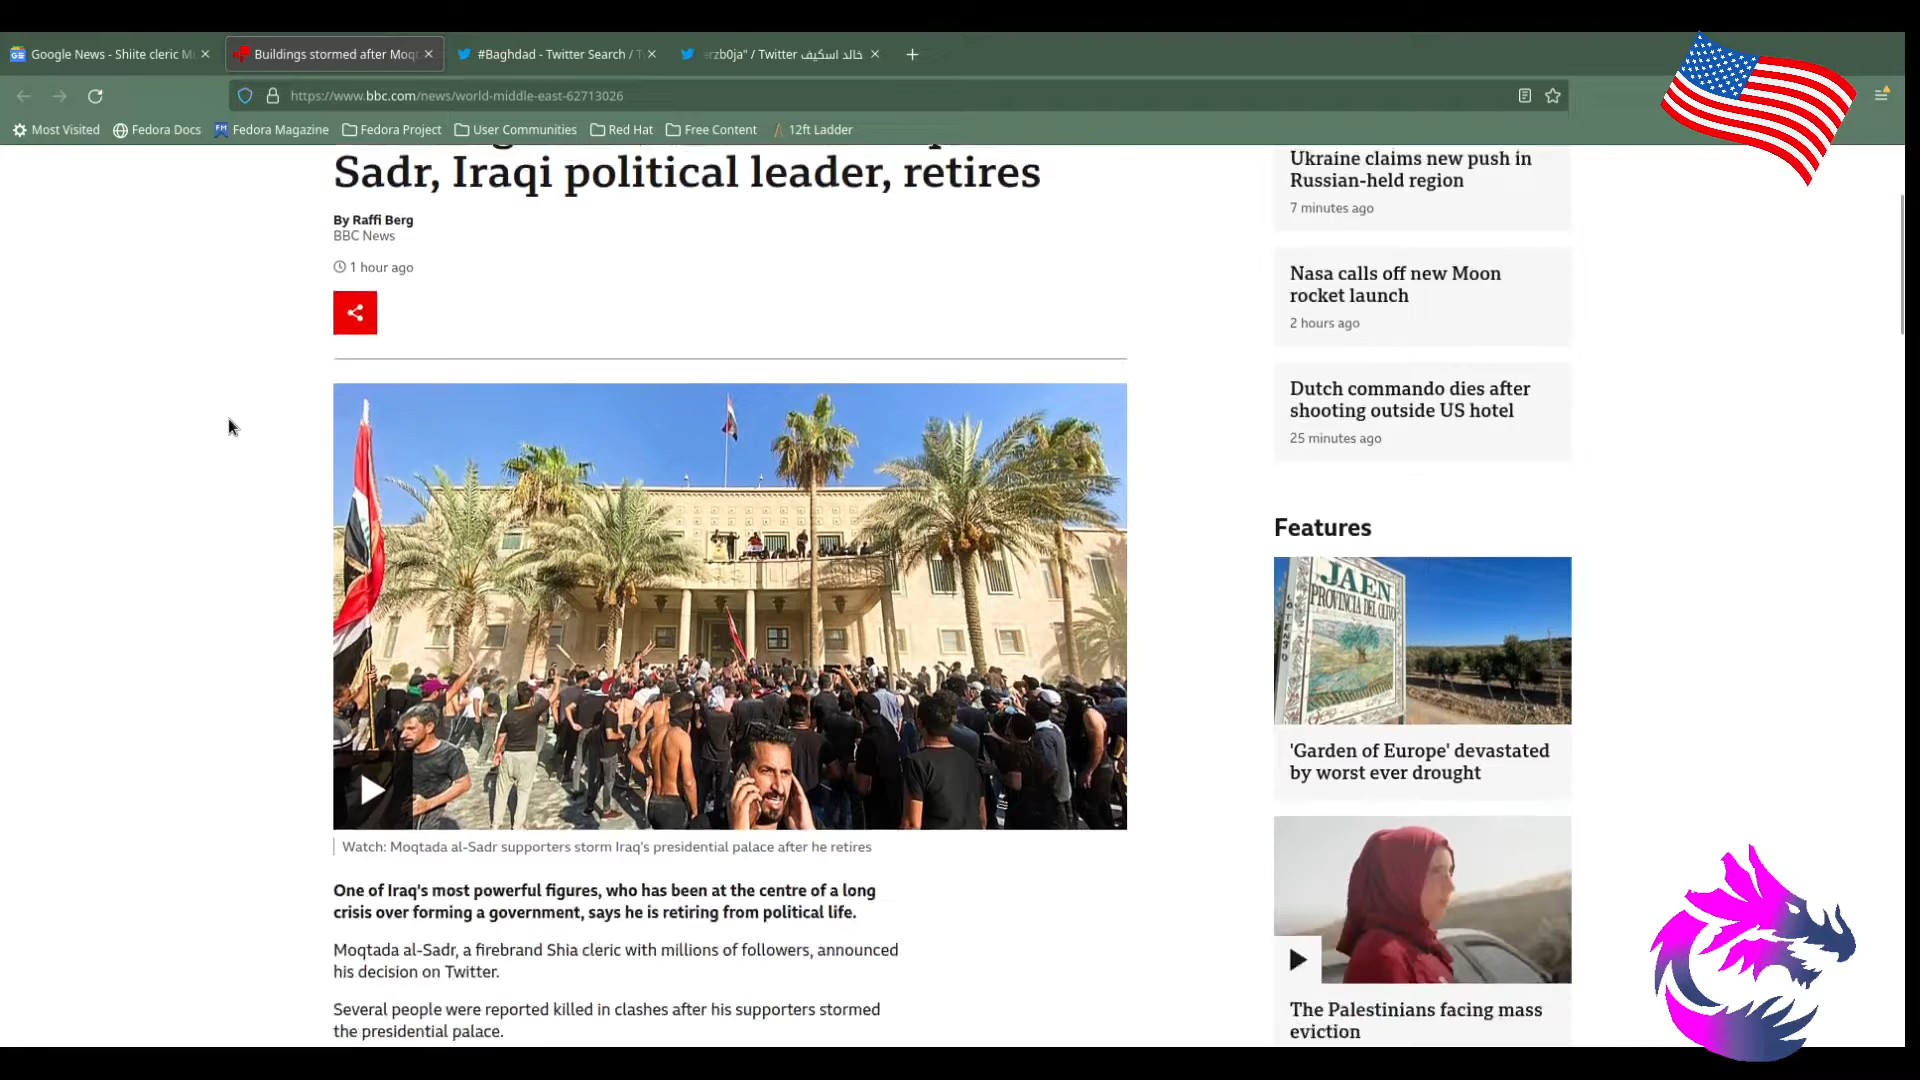 Google News - Shiite cleric M
Buildings stormed after Moqt
#Baghdad - Twitter Search / T
erzb0ja" / Twitter خالد اسكيف
https://www.bbc.com/news/world-middle-east-62713026
Most Visited
Fedora Docs
Fedora Magazine
Fedora Project
User Communities
Red Hat
Free Content
12ft Ladder
Sadr, Iraqi political leader, retires
By Raffi Berg
BBC News
1 hour ago
Watch: Moqtada al-Sadr supporters storm Iraq's presidential palace after he retires
One of Iraq's most powerful figures, who has been at the centre of a long
crisis over forming a government, says he is retiring from political life.
Moqtada al-Sadr, a firebrand Shia cleric with millions of followers, announced
his decision on Twitter.
Several people were reported killed in clashes after his supporters stormed
the presidential palace.
Ukraine claims new push in
Russian-held region
7 minutes ago
Nasa calls off new Moon
rocket launch
2 hours ago
Dutch commando dies after
shooting outside US hotel
25 minutes ago
Features
JAEN
PROVINCIA DEL OLIVO
'Garden of Europe' devastated
by worst ever drought
The Palestinians facing mass
eviction